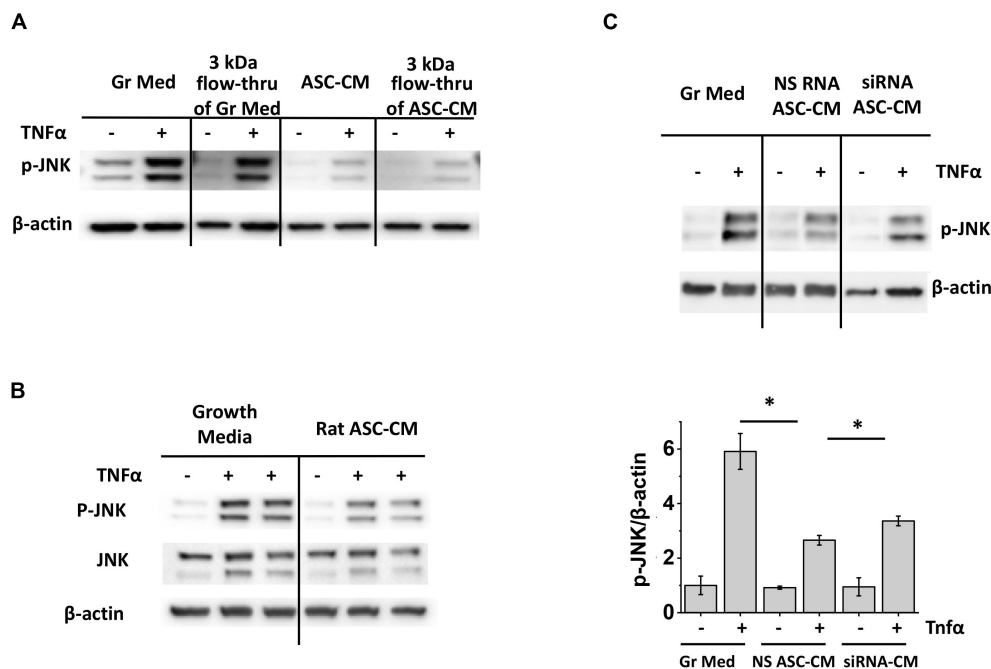 A
Gr Med
3 kDa
flow-thru
of Gr Med
ASC-CM
3 kDa
flow-thru
of ASC-CM
TNFα - + - + - + - +
p-JNK
β-actin
B
Growth
Media
Rat ASC-CM
TNFα - + + - + +
P-JNK
JNK
β-actin
C
Gr Med
NS RNA
ASC-CM
siRNA
ASC-CM
- + - + - + TNFα
p-JNK
β-actin
* *
p-JNK/β-actin
6
4
2
0
- + - + - + Tnfα
Gr Med NS ASC-CM siRNA-CM